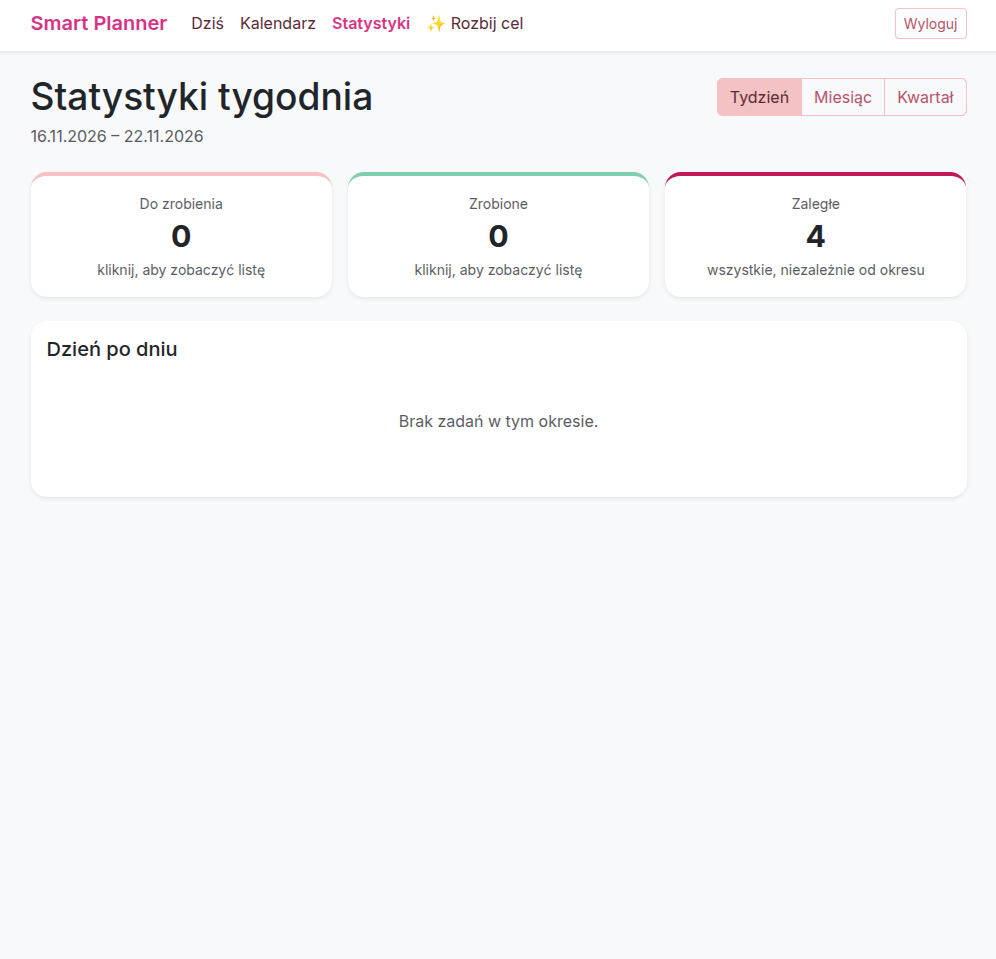 Smart Planner Dziś Kalendarz Statystyki ✨ Rozbij cel Wyloguj
Statystyki tygodnia
Tydzień Miesiąc Kwartał
16.11.2026 – 22.11.2026
Do zrobienia
0
kliknij, aby zobaczyć listę
Zrobione
0
kliknij, aby zobaczyć listę
Zaległe
4
wszystkie, niezależnie od okresu
Dzień po dniu
Brak zadań w tym okresie.